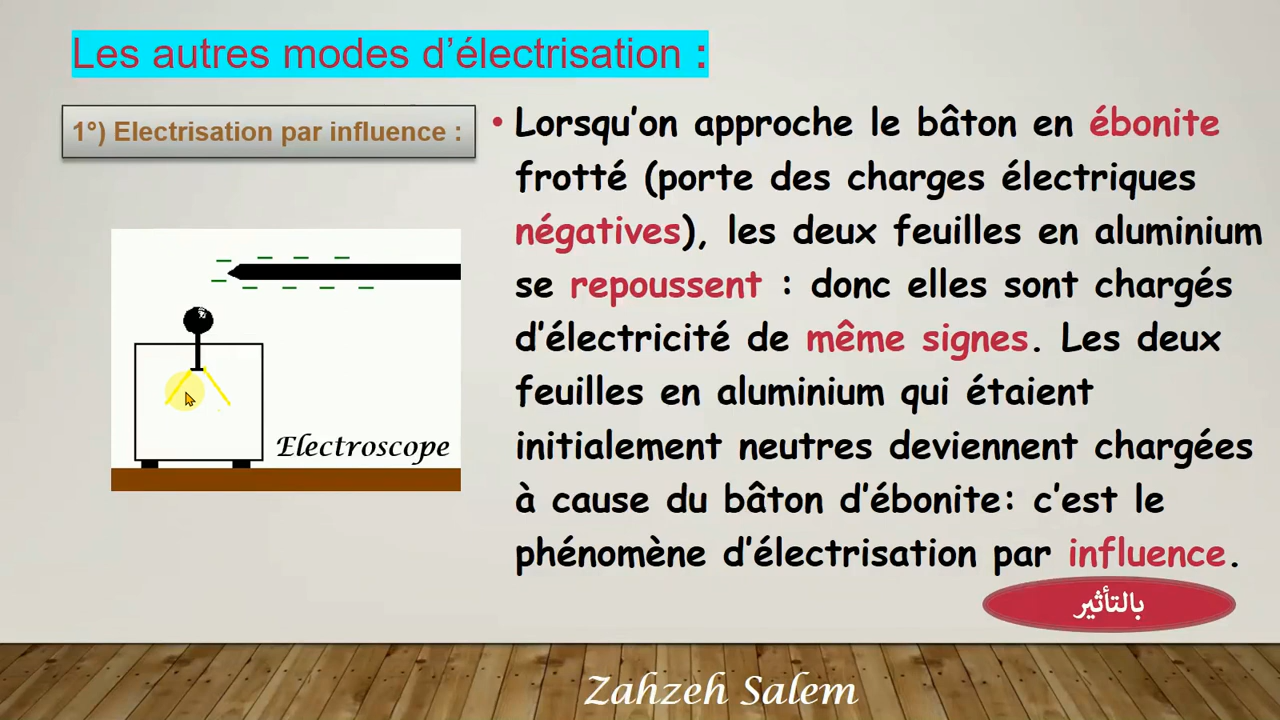 Les autres modes d’électrisation :
1°) Electrisation par influence :
• Lorsqu’on approche le bâton en ébonite
frotté (porte des charges électriques
négatives), les deux feuilles en aluminium
se repoussent : donc elles sont chargés
d’électricité de même signes. Les deux
feuilles en aluminium qui étaient
initialement neutres deviennent chargées
à cause du bâton d’ébonite: c’est le
phénomène d’électrisation par influence.
بالتأثير
Electroscope
Zahzeh Salem